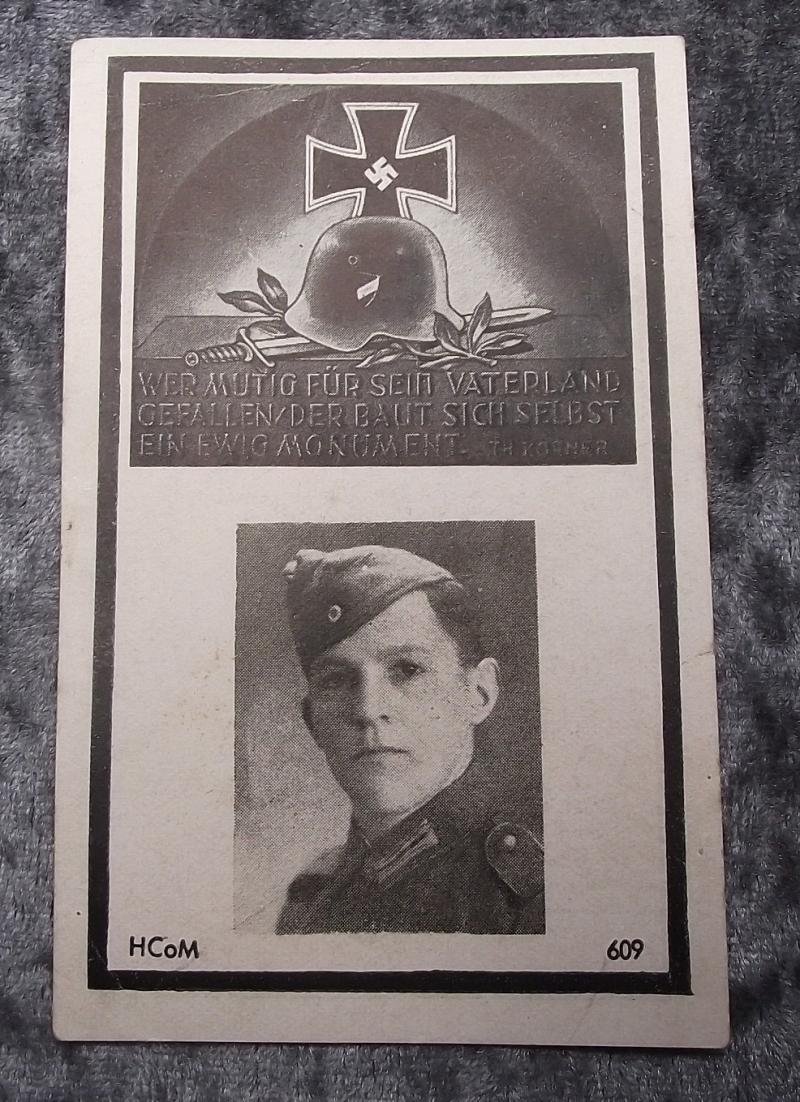 WER MUTIG FÜR SEIN VATERLAND
GEFALLEN/DER BAUT SICH SELBST
EIN EWIG MONUMENT. TH KÖRNER
HCoM
609